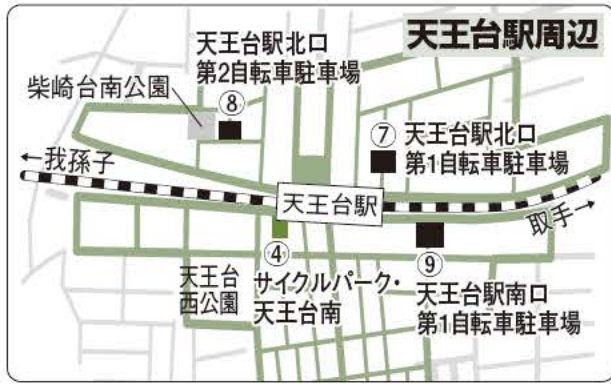 天王台駅周辺
天王台駅北口
第2自転車駐車場
柴崎台南公園
⑧
⑦ 天王台駅北口
第1自転車駐車場
←我孫子
天王台駅
取手→
④
サイクルパーク・
天王台南
天王台
西公園
⑨
天王台駅南口
第1自転車駐車場